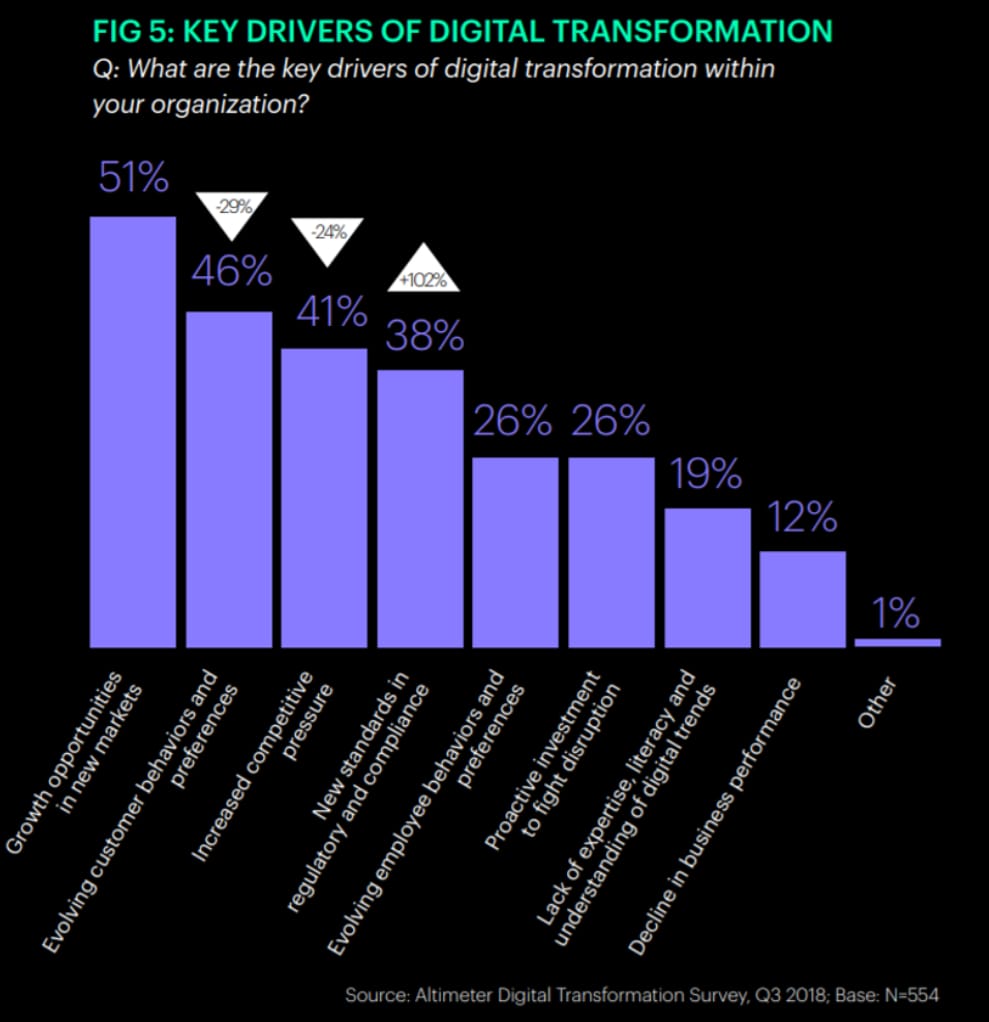 FIG 5: KEY DRIVERS OF DIGITAL TRANSFORMATION
Q: What are the key drivers of digital transformation within
your organization?
51%
-29%
46%
-24%
41%
+102%
38%
26%
26%
19%
12%
1%
Growth opportunities
in new markets
Evolving customer behaviors and
preferences
Increased competitive
pressure
New standards in
regulatory and compliance
Evolving employee behaviors and
preferences
Proactive investment
to fight disruption
Lack of expertise, literacy and
understanding of digital trends
Decline in business performance
Other
Source: Altimeter Digital Transformation Survey, Q3 2018; Base: N=554